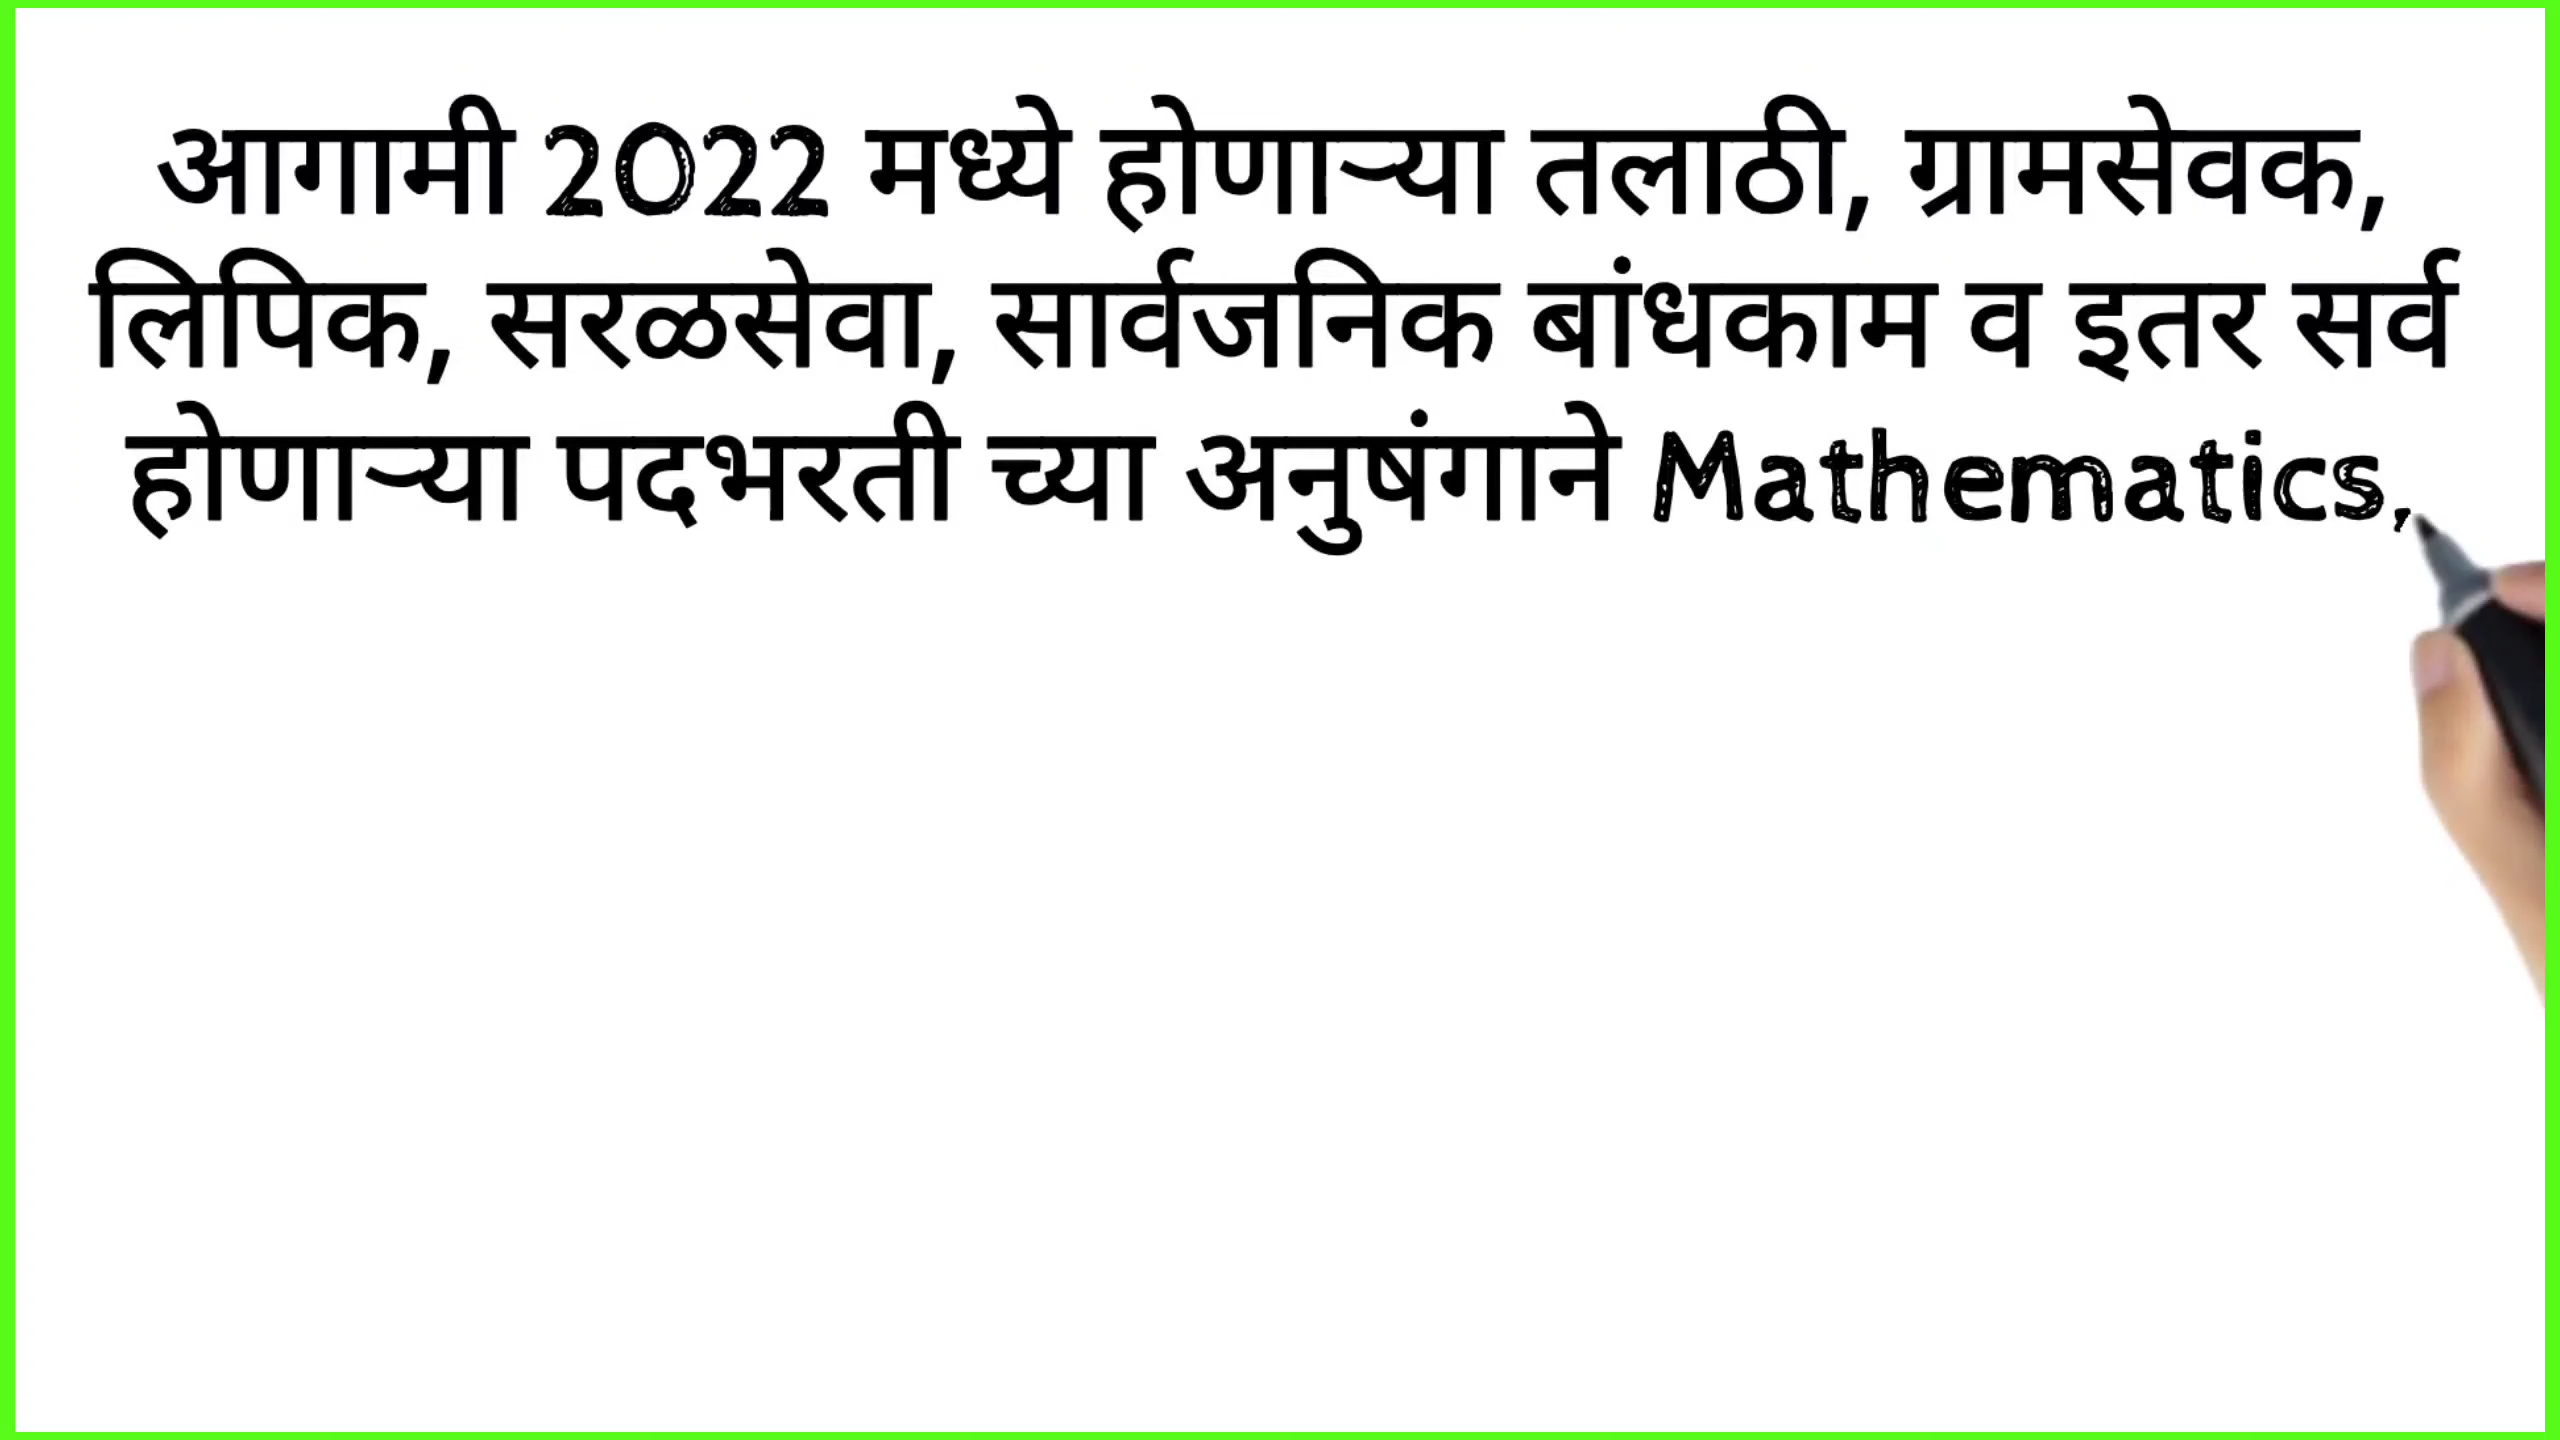 आगामी 2022 मध्ये होणाऱ्या तलाठी, ग्रामसेवक,
लिपिक, सरळसेवा, सार्वजनिक बांधकाम व इतर सर्व
होणाऱ्या पदभरती च्या अनुषंगाने Mathematics,